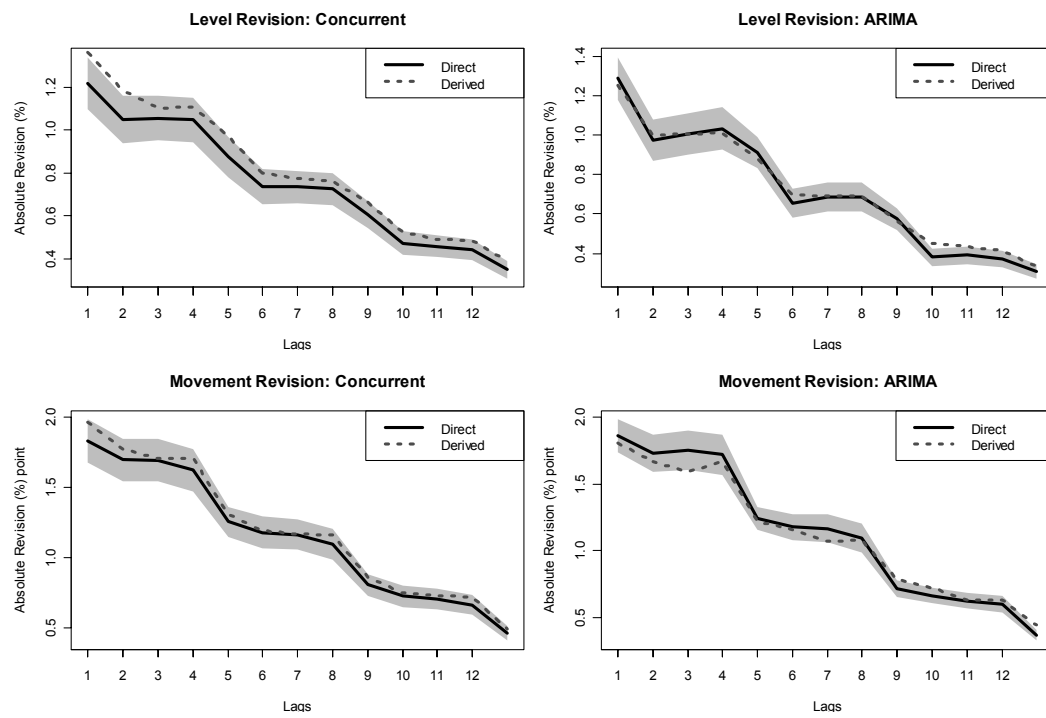 Level Revision: Concurrent
Absolute Revision (%)
0.4 0.6 0.8 1.0 1.2
Direct
Derived
1 2 3 4 5 6 7 8 9 10 11 12
Lags
Level Revision: ARIMA
Absolute Revision (%)
0.4 0.6 0.8 1.0 1.2 1.4
Direct
Derived
1 2 3 4 5 6 7 8 9 10 11 12
Lags
Movement Revision: Concurrent
Absolute Revision (%) point
0.5 1.0 1.5 2.0
Direct
Derived
1 2 3 4 5 6 7 8 9 10 11 12
Lags
Movement Revision: ARIMA
Absolute Revision (%) point
0.5 1.0 1.5 2.0
Direct
Derived
1 2 3 4 5 6 7 8 9 10 11 12
Lags